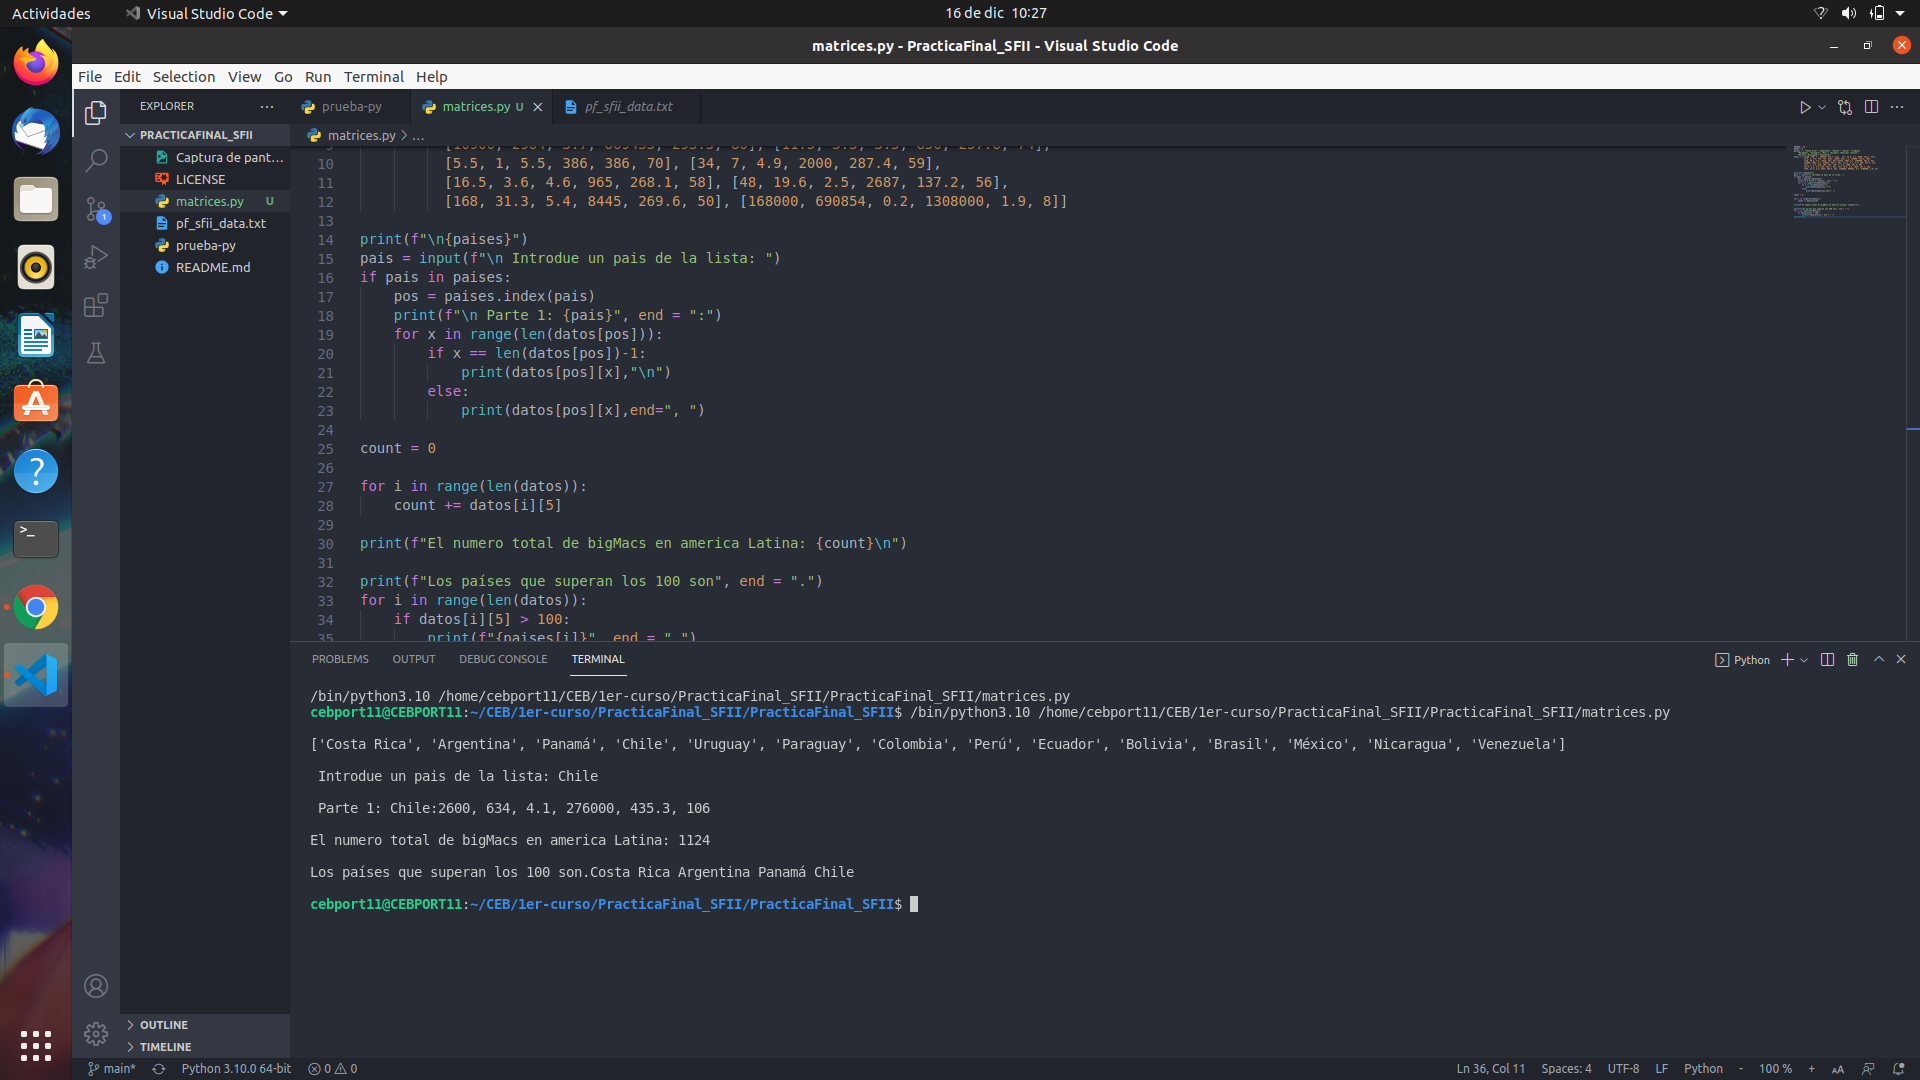 Actividades
Visual Studio Code
16 de dic 10:27
matrices.py - PracticaFinal_SFII - Visual Studio Code
File Edit Selection View Go Run Terminal Help
EXPLORER
prueba-py
matrices.py U
pf_sfii_data.txt
PRACTICAFINAL_SFII
Captura de pant...
LICENSE
matrices.py U
pf_sfii_data.txt
prueba-py
README.md
OUTLINE
TIMELINE
1
matrices.py > ...
10 [5.5, 1, 5.5, 386, 386, 70], [34, 7, 4.9, 2000, 287.4, 59],
11 [16.5, 3.6, 4.6, 965, 268.1, 58], [48, 19.6, 2.5, 2687, 137.2, 56],
12 [168, 31.3, 5.4, 8445, 269.6, 50], [168000, 690854, 0.2, 1308000, 1.9, 8]]
13
14 print(f"\n{paises}")
15 pais = input(f"\n Introdue un pais de la lista: ")
16 if pais in paises:
17 pos = paises.index(pais)
18 print(f"\n Parte 1: {pais}", end = ":")
19 for x in range(len(datos[pos])):
20 if x == len(datos[pos])-1:
21 print(datos[pos][x],"\n")
22 else:
23 print(datos[pos][x],end=", ")
24
25 count = 0
26
27 for i in range(len(datos)):
28 count += datos[i][5]
29
30 print(f"El numero total de bigMacs en america Latina: {count}\n")
31
32 print(f"Los países que superan los 100 son", end = ".")
33 for i in range(len(datos)):
34 if datos[i][5] > 100:
35 print(f"{paises[i]}", end = " ")
PROBLEMS OUTPUT DEBUG CONSOLE TERMINAL
Python
/bin/python3.10 /home/cebport11/CEB/1er-curso/PracticaFinal_SFII/PracticaFinal_SFII/matrices.py
cebport11@CEBPORT11:~/CEB/1er-curso/PracticaFinal_SFII/PracticaFinal_SFII$ /bin/python3.10 /home/cebport11/CEB/1er-curso/PracticaFinal_SFII/PracticaFinal_SFII/matrices.py
['Costa Rica', 'Argentina', 'Panamá', 'Chile', 'Uruguay', 'Paraguay', 'Colombia', 'Perú', 'Ecuador', 'Bolivia', 'Brasil', 'México', 'Nicaragua', 'Venezuela']
Introdue un pais de la lista: Chile
Parte 1: Chile:2600, 634, 4.1, 276000, 435.3, 106
El numero total de bigMacs en america Latina: 1124
Los países que superan los 100 son.Costa Rica Argentina Panamá Chile
cebport11@CEBPORT11:~/CEB/1er-curso/PracticaFinal_SFII/PracticaFinal_SFII$
main* Python 3.10.0 64-bit 0 0 Ln 36, Col 11 Spaces: 4 UTF-8 LF Python - 100 % + AA